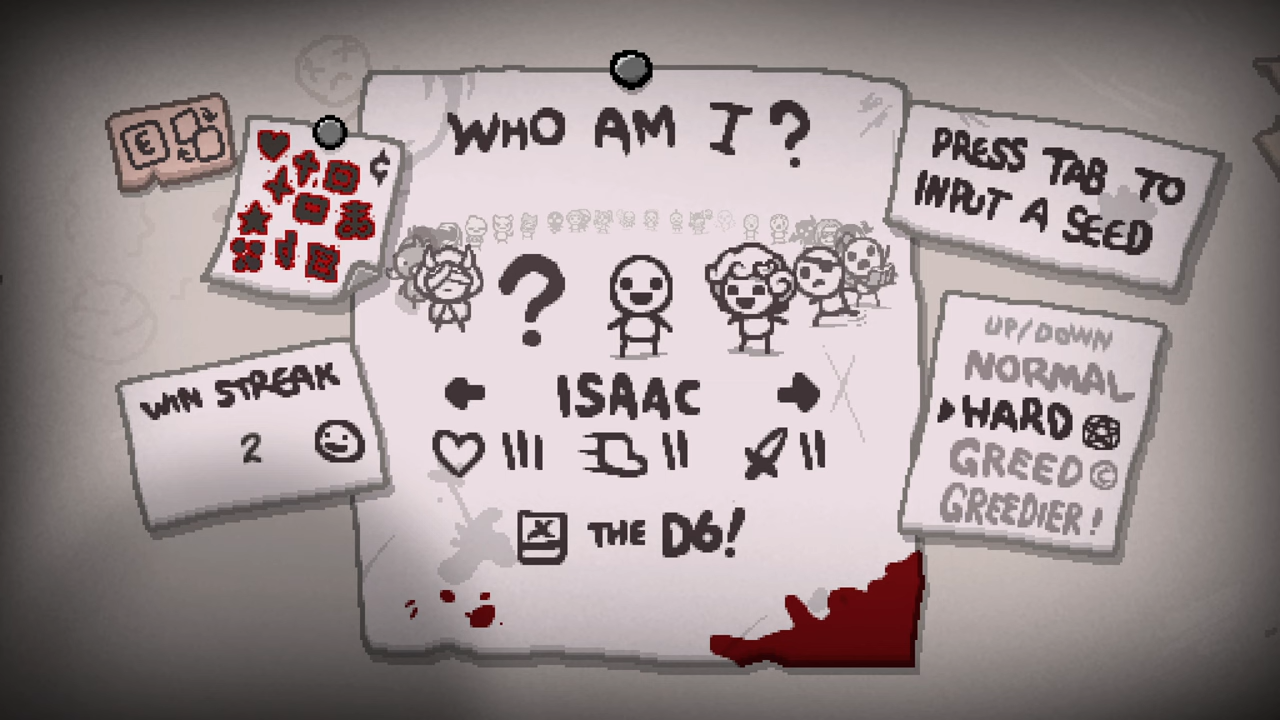 WHO AM I?
PRESS TAB TO
INPUT A SEED
¢
WIN STREAK
2
?
ISAAC
THE D6!
UP/DOWN
NORMAL
HARD
GREED ©
GREEDIER!